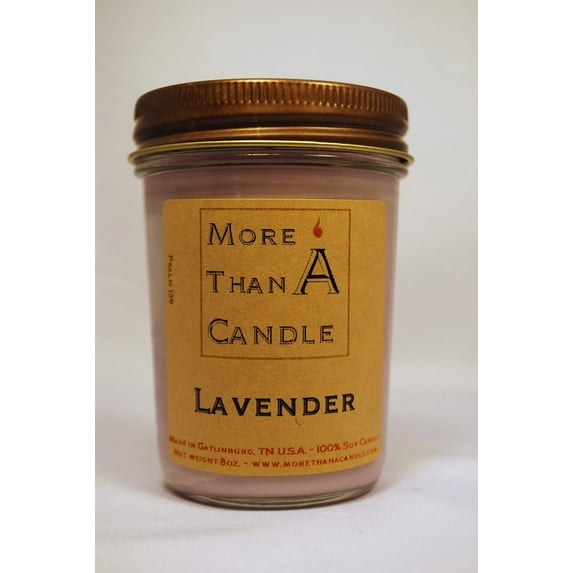 More
Than A
Candle
Psalm 139
Lavender
Made in Gatlinburg, TN U.S.A. - 100% Soy Candle
Net weight 8oz. - www.morethanacandle.com